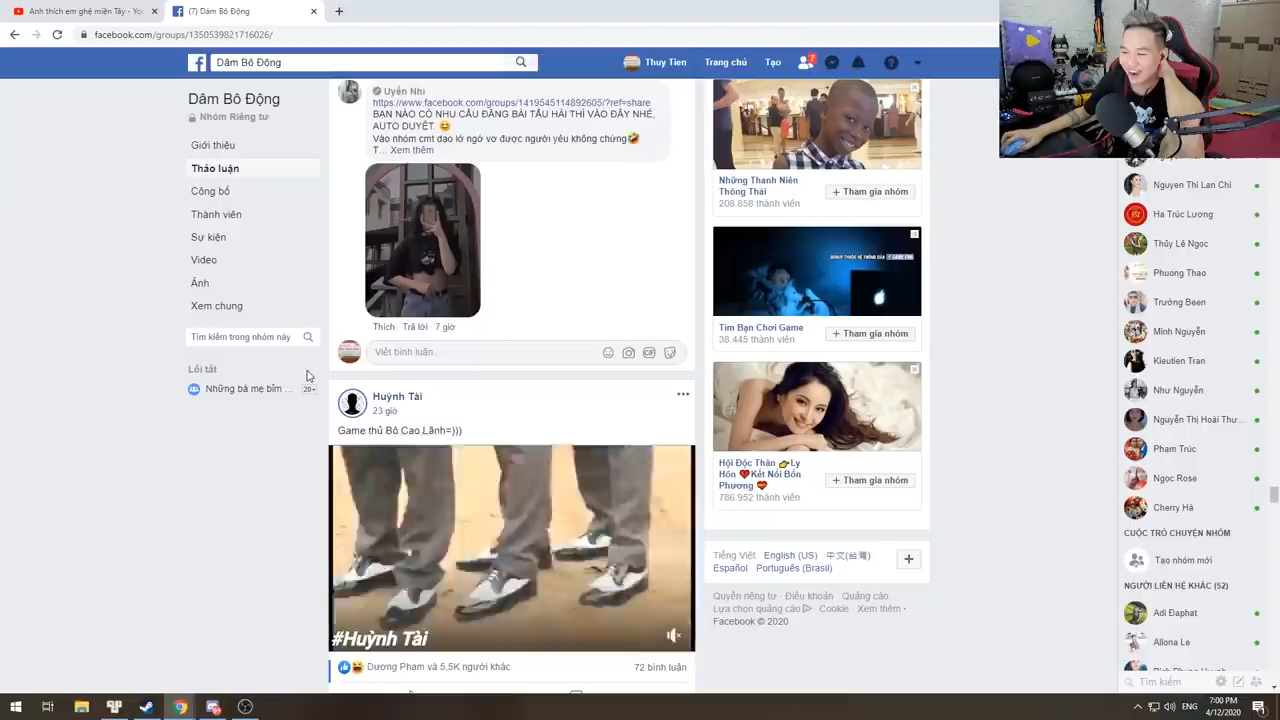 Anh thích em ghệ miền Tây - Yo
(7) Dâm Bô Động
facebook.com/groups/1350539821716026/
Dâm Bô Động
Thuy Tien
Trang chủ
Tạo
7
Dâm Bô Động
Nhóm Riêng tư
Giới thiệu
Thảo luận
Công bố
Thành viên
Sự kiện
Video
Ảnh
Xem chung
Tìm kiếm trong nhóm này
Lối tắt
Những bà mẹ bỉm ...
20+
Uyển Nhi
https://www.facebook.com/groups/1419545114892605/?ref=share
BẠN NÀO CÓ NHU CẦU ĐĂNG BÀI TẤU HÀI THÌ VÀO ĐÂY NHÉ,
AUTO DUYỆT. 😊
Vào nhóm cmt dạo lỡ ngớ vơ được người yêu không chừng🤣
T… Xem thêm
Thích · Trả lời · 7 giờ
Viết bình luận...
Huỳnh Tài
23 giờ
Game thủ Bô Cao Lãnh=)))
#Huỳnh Tài
Dương Phạm và 5,5K người khác
72 bình luận
Những Thanh Niên
Thông Thái
208.858 thành viên
+ Tham gia nhóm
Tìm Bạn Chơi Game
38.445 thành viên
+ Tham gia nhóm
Hội Độc Thân 👉Ly
Hôn ❤️Kết Nối Bốn
Phương 💝
786.952 thành viên
+ Tham gia nhóm
Tiếng Việt · English (US) · 中文(台灣) ·
Español · Português (Brasil)
Quyền riêng tư · Điều khoản · Quảng cáo ·
Lựa chọn quảng cáo · Cookie · Xem thêm
Facebook © 2020
Nguyen Thi Lan Chi
Ha Trúc Lương
Thủy Lê Ngọc
Phuong Thao
Trướng Been
Minh Nguyễn
Kieutien Tran
Như Nguyễn
Nguyễn Thị Hoài Thư...
Phạm Trúc
Ngọc Rose
Cherry Hà
CUỘC TRÒ CHUYỆN NHÓM
Tạo nhóm mới
NGƯỜI LIÊN HỆ KHÁC (52)
Adi Đaphat
Allona Le
Tìm kiếm
ENG
7:00 PM
4/12/2020